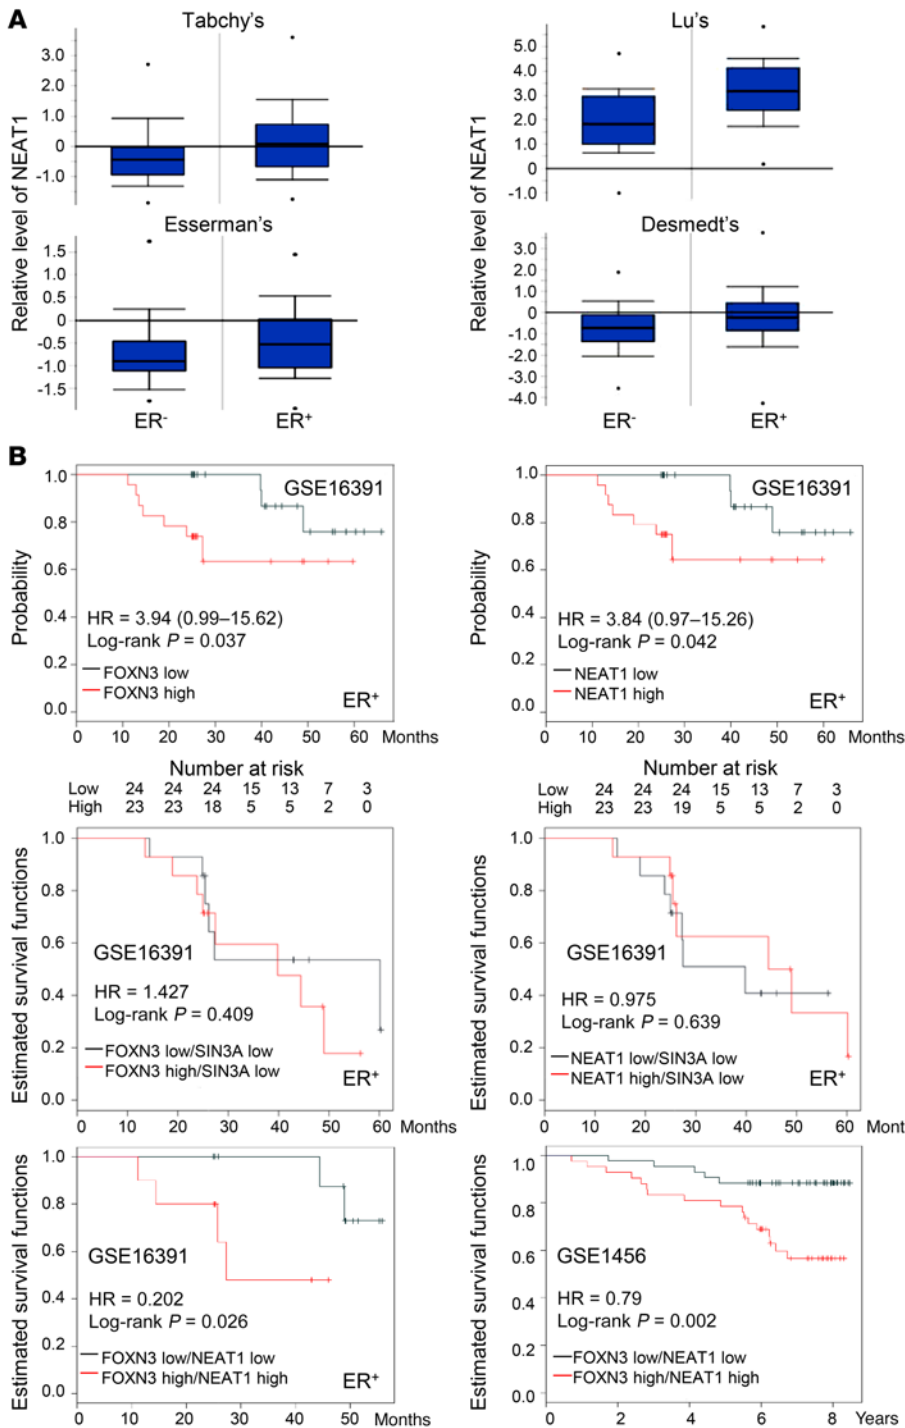 A
Tabchy's
Relative level of NEAT1
3.0
2.0
1.0
0
-1.0
Lu's
Relative level of NEAT1
5.0
4.0
3.0
2.0
1.0
0
-1.0
Esserman's
1.5
1.0
0.5
0
-0.5
-1.0
-1.5
ER-
ER+
Desmedt's
3.0
2.0
1.0
0
-1.0
-2.0
-3.0
-4.0
ER-
ER+
B
Probability
1.0
0.8
0.6
0.4
0.2
0.0
GSE16391
HR = 3.94 (0.99–15.62)
Log-rank P = 0.037
FOXN3 low
FOXN3 high
ER+
0 10 20 30 40 50 60 Months
Number at risk
Low 24 24 24 15 13 7 3
High 23 23 18 5 5 2 0
Probability
1.0
0.8
0.6
0.4
0.2
0.0
GSE16391
HR = 3.84 (0.97–15.26)
Log-rank P = 0.042
NEAT1 low
NEAT1 high
ER+
0 10 20 30 40 50 60 Months
Number at risk
Low 24 24 24 15 13 7 3
High 23 23 19 5 5 2 0
Estimated survival functions
1.0
0.8
0.6
0.4
0.2
0.0
GSE16391
HR = 1.427
Log-rank P = 0.409
FOXN3 low/SIN3A low
FOXN3 high/SIN3A low
ER+
0 10 20 30 40 50 60 Months
Estimated survival functions
1.0
0.8
0.6
0.4
0.2
0.0
GSE16391
HR = 0.975
Log-rank P = 0.639
NEAT1 low/SIN3A low
NEAT1 high/SIN3A low
ER+
0 10 20 30 40 50 60 Mont
Estimated survival functions
1.0
0.8
0.6
0.4
0.2
0.0
GSE16391
HR = 0.202
Log-rank P = 0.026
FOXN3 low/NEAT1 low
FOXN3 high/NEAT1 high
ER+
0 10 20 30 40 50 Months
Estimated survival functions
1.0
0.8
0.6
0.4
0.2
0.0
GSE1456
HR = 0.79
Log-rank P = 0.002
FOXN3 low/NEAT1 low
FOXN3 high/NEAT1 high
0 2 4 6 8 Years